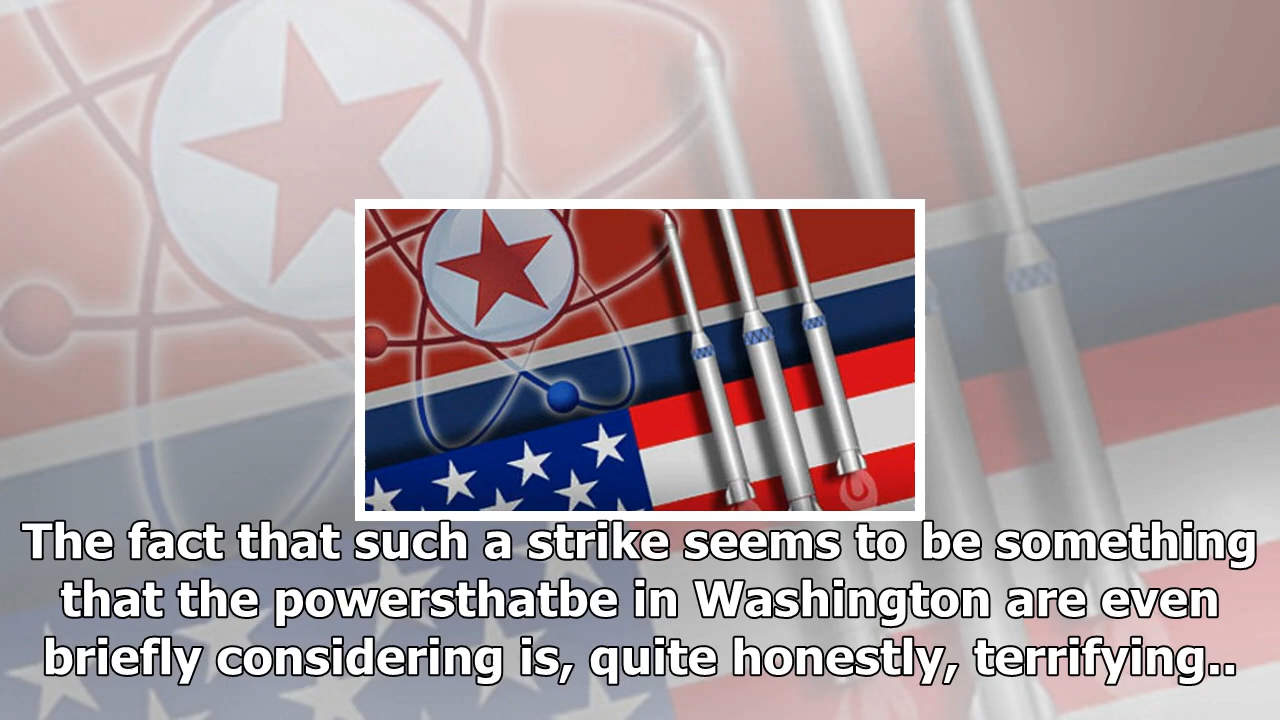 The fact that such a strike seems to be something
that the powersthatbe in Washington are even
briefly considering is, quite honestly, terrifying..